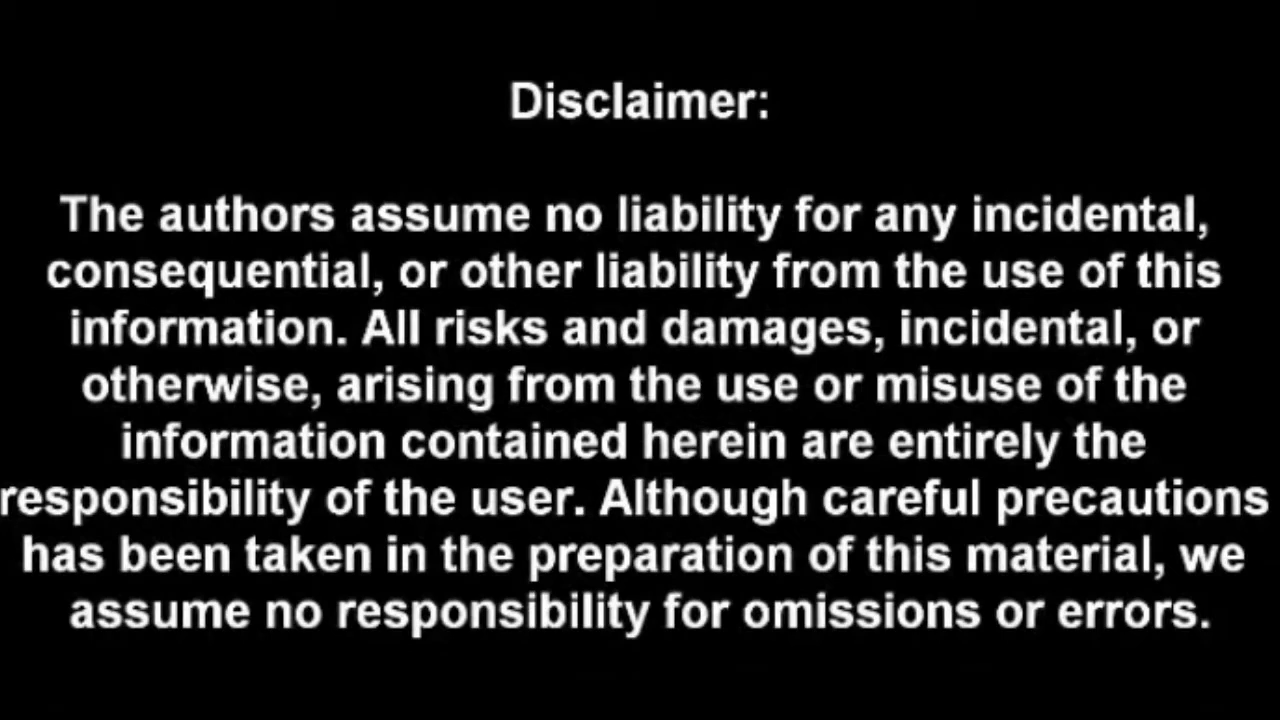 Disclaimer:
The authors assume no liability for any incidental,
consequential, or other liability from the use of this
information. All risks and damages, incidental, or
otherwise, arising from the use or misuse of the
information contained herein are entirely the
responsibility of the user. Although careful precautions
has been taken in the preparation of this material, we
assume no responsibility for omissions or errors.